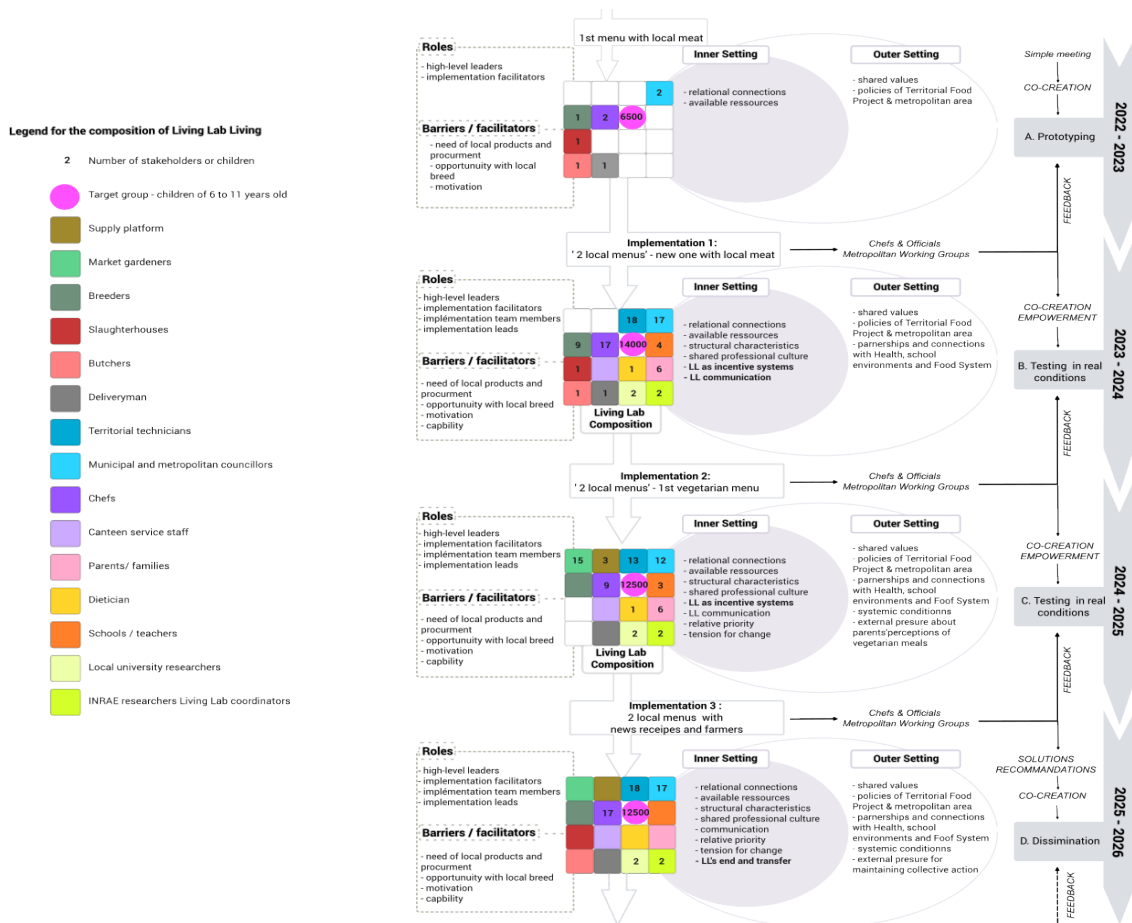 Legend for the composition of Living Lab Living
2 Number of stakeholders or children
Target group - children of 6 to 11 years old
Supply platform
Market gardeners
Breeders
Slaughterhouses
Butchers
Deliveryman
Territorial technicians
Municipal and metropolitan councillors
Chefs
Canteen service staff
Parents/ families
Dietician
Schools / teachers
Local university researchers
INRAE researchers Living Lab coordinators
1st menu with local meat
Roles
- high-level leaders
- implementation facilitators
Barriers / facilitators
- need of local products and
procurment
- opportunity with local
breed
- motivation
2
1 2 6500
1
1 1
Inner Setting
- relational connections
- available ressources
Outer Setting
- shared values
- policies of Territorial Food
Project & metropolitan area
Simple meeting
CO-CREATION
A. Prototyping
FEEDBACK
2022 - 2023
Implementation 1:
' 2 local menus' - new one with local meat
Chefs & Officials
Metropolitan Working Groups
Roles
- high-level leaders
- implementation facilitators
- implémentation team members
- implementation leads
Barriers / facilitators
- need of local products and
procurment
- opportunity with local breed
- motivation
- capbility
18 17
9 17 14000 4
1 1 6
1 1 2 2
Living Lab
Composition
Inner Setting
- relational connections
- available ressources
- structural characteristics
- shared professional culture
- LL as incentive systems
- LL communication
Outer Setting
- shared values
- policies of Territorial Food
Project & metropolitan area
- parnerships and connections
with Health, school
environments and Food System
CO-CREATION
EMPOWERMENT
B. Testing in real
conditions
FEEDBACK
2023 - 2024
Implementation 2:
' 2 local menus' - 1st vegetarian menu
Chefs & Officials
Metropolitan Working Groups
Roles
- high-level leaders
- implementation facilitators
- implémentation team members
- implementation leads
Barriers / facilitators
- need of local products and
procurment
- opportunity with local breed
- motivation
- capbility
15 3 13 12
9 12500 3
1 6
2 2
Living Lab
Composition
Inner Setting
- relational connections
- available ressources
- structural characteristics
- shared professional culture
- LL as incentive systems
- LL communication
- relative priority
- tension for change
Outer Setting
- shared values
- policies of Territorial Food
Project & metropolitan area
- parnerships and connections
with Health, school
environments and Foof System
- systemic conditionns
- external presure about
parents'perceptions of
vegetarian meals
CO-CREATION
EMPOWERMENT
C. Testing in real
conditions
FEEDBACK
2024 - 2025
Implementation 3 :
2 local menus with
news receipes and farmers
Chefs & Officials
Metropolitan Working Groups
Roles
- high-level leaders
- implementation facilitators
- implémentation team members
- implementation leads
Barriers / facilitators
- need of local products and
procurment
- opportunity with local breed
- motivation
- capbility
18 17
17 12500
2 2
Inner Setting
- relational connections
- available ressources
- structural characteristics
- shared professional culture
- communication
- relative priority
- tension for change
- LL's end and transfer
Outer Setting
- shared values
- policies of Territorial Food
Project & metropolitan area
- parnerships and connections
with Health, school
environments and Foof System
- systemic conditionns
- external presure for
maintaining collective action
SOLUTIONS
RECOMMANDATIONS
CO-CREATION
D. Dissimination
FEEDBACK
2025 - 2026